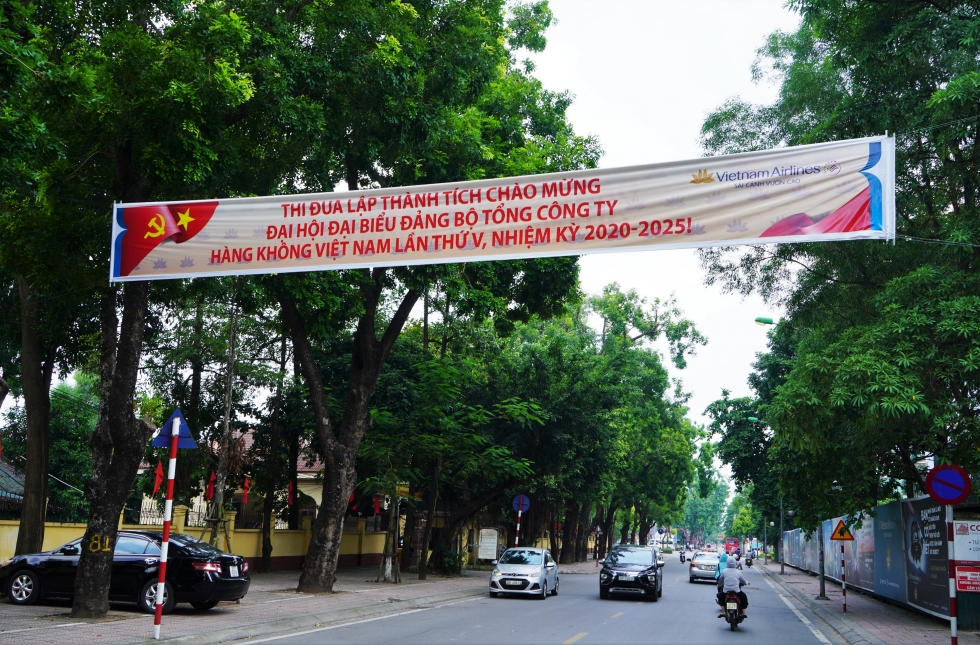 THI ĐUA LẬP THÀNH TÍCH CHÀO MỪNG
ĐẠI HỘI ĐẠI BIỂU ĐẢNG BỘ TỔNG CÔNG TY
HÀNG KHÔNG VIỆT NAM LẦN THỨ V, NHIỆM KỲ 2020-2025!
Vietnam Airlines
SẢI CÁNH VƯƠN CAO
81